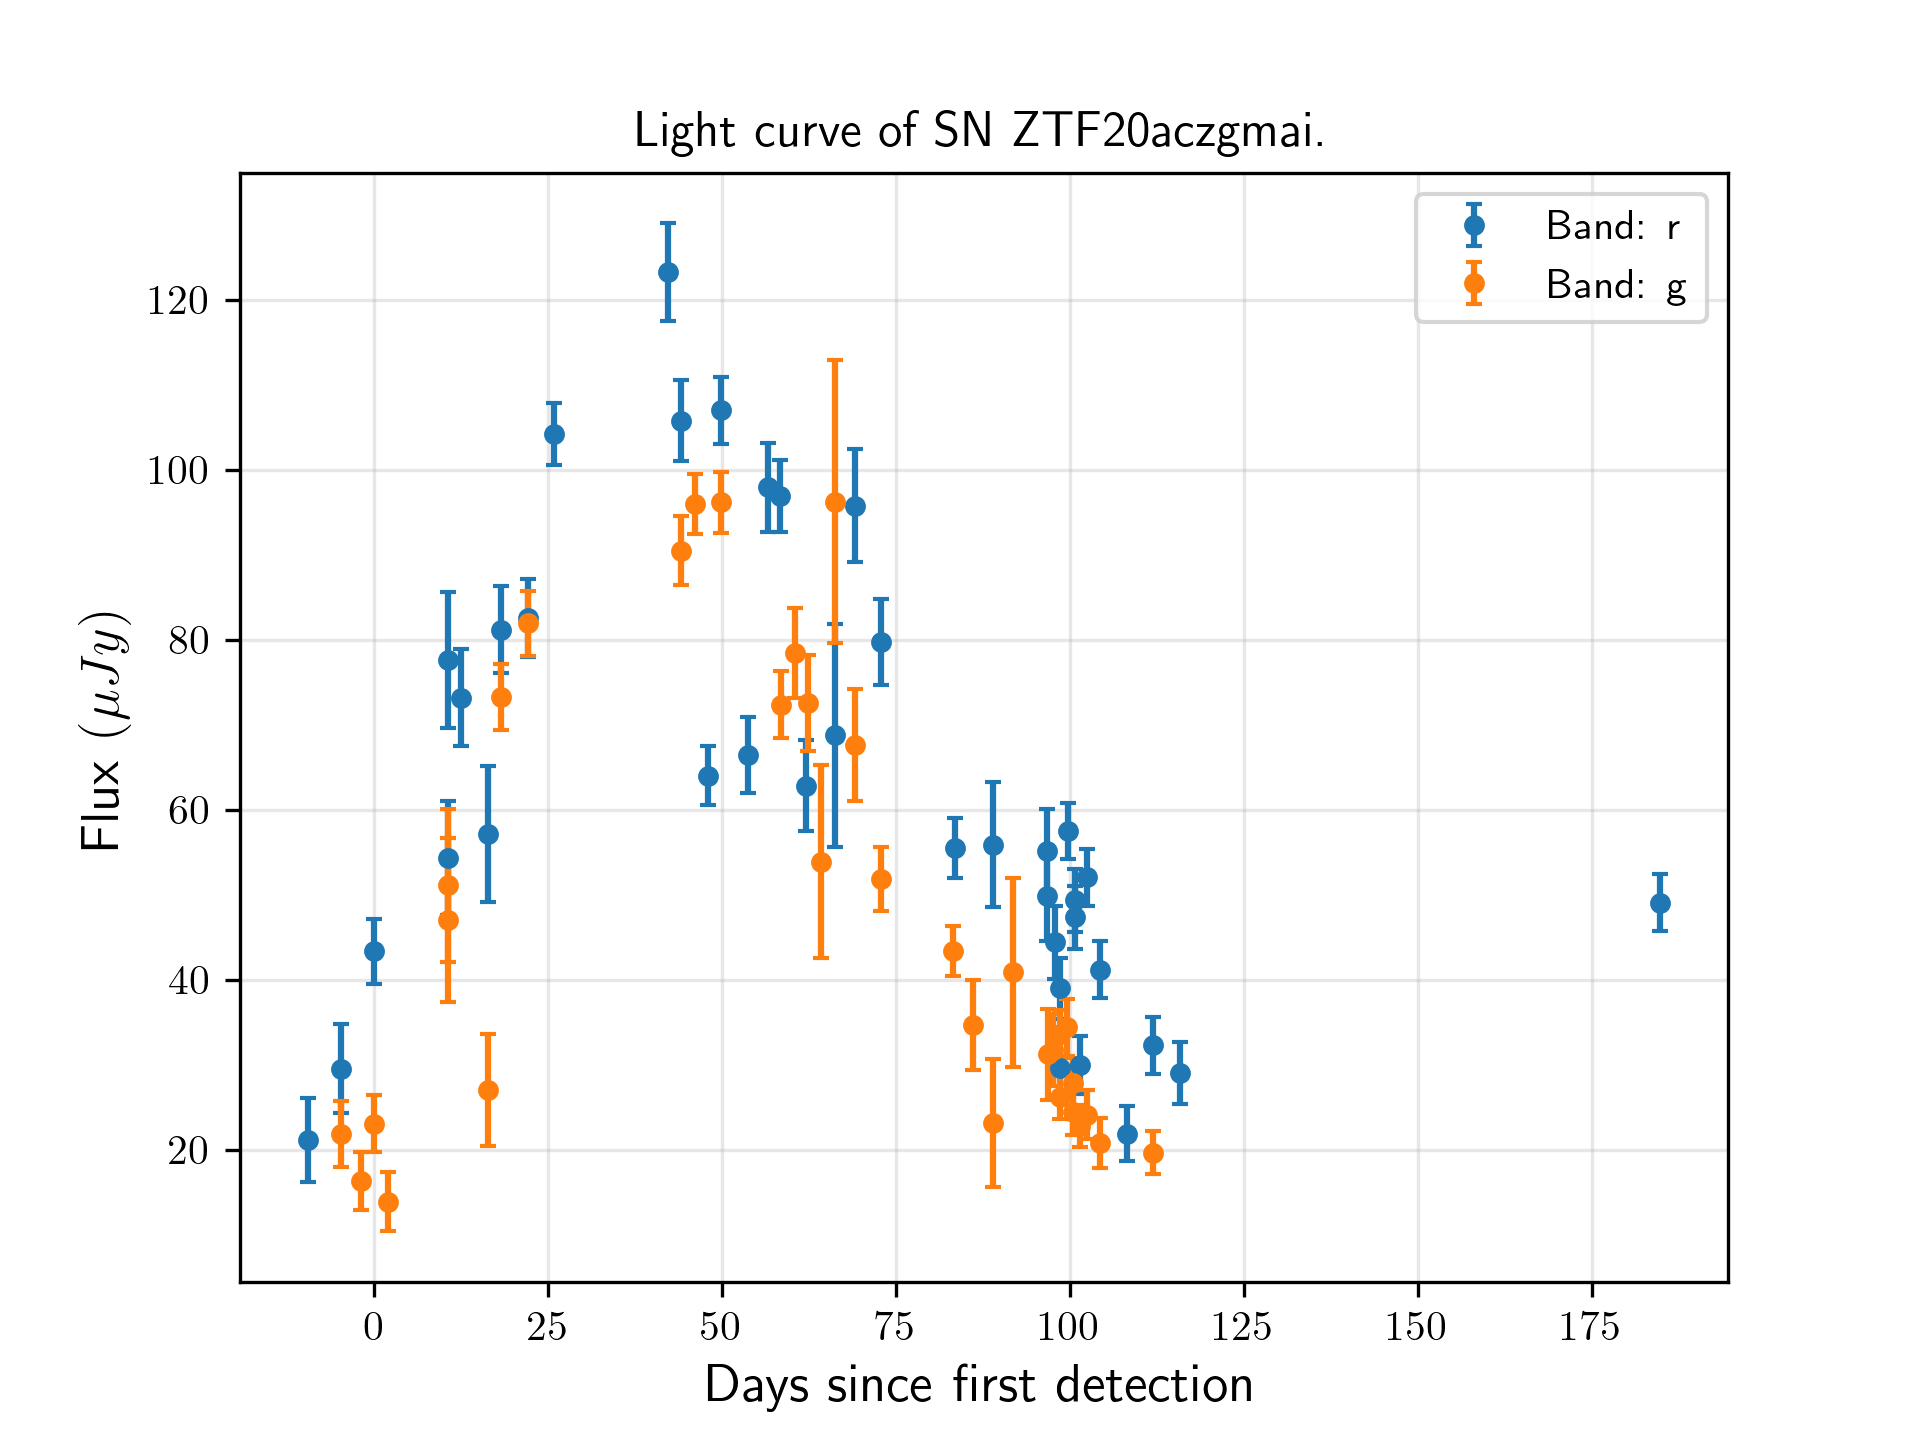 Light curve of SN ZTF20aczgmai.
Band: r
Band: g
Flux (μJy)
120
100
80
60
40
20
0 25 50 75 100 125 150 175
Days since first detection